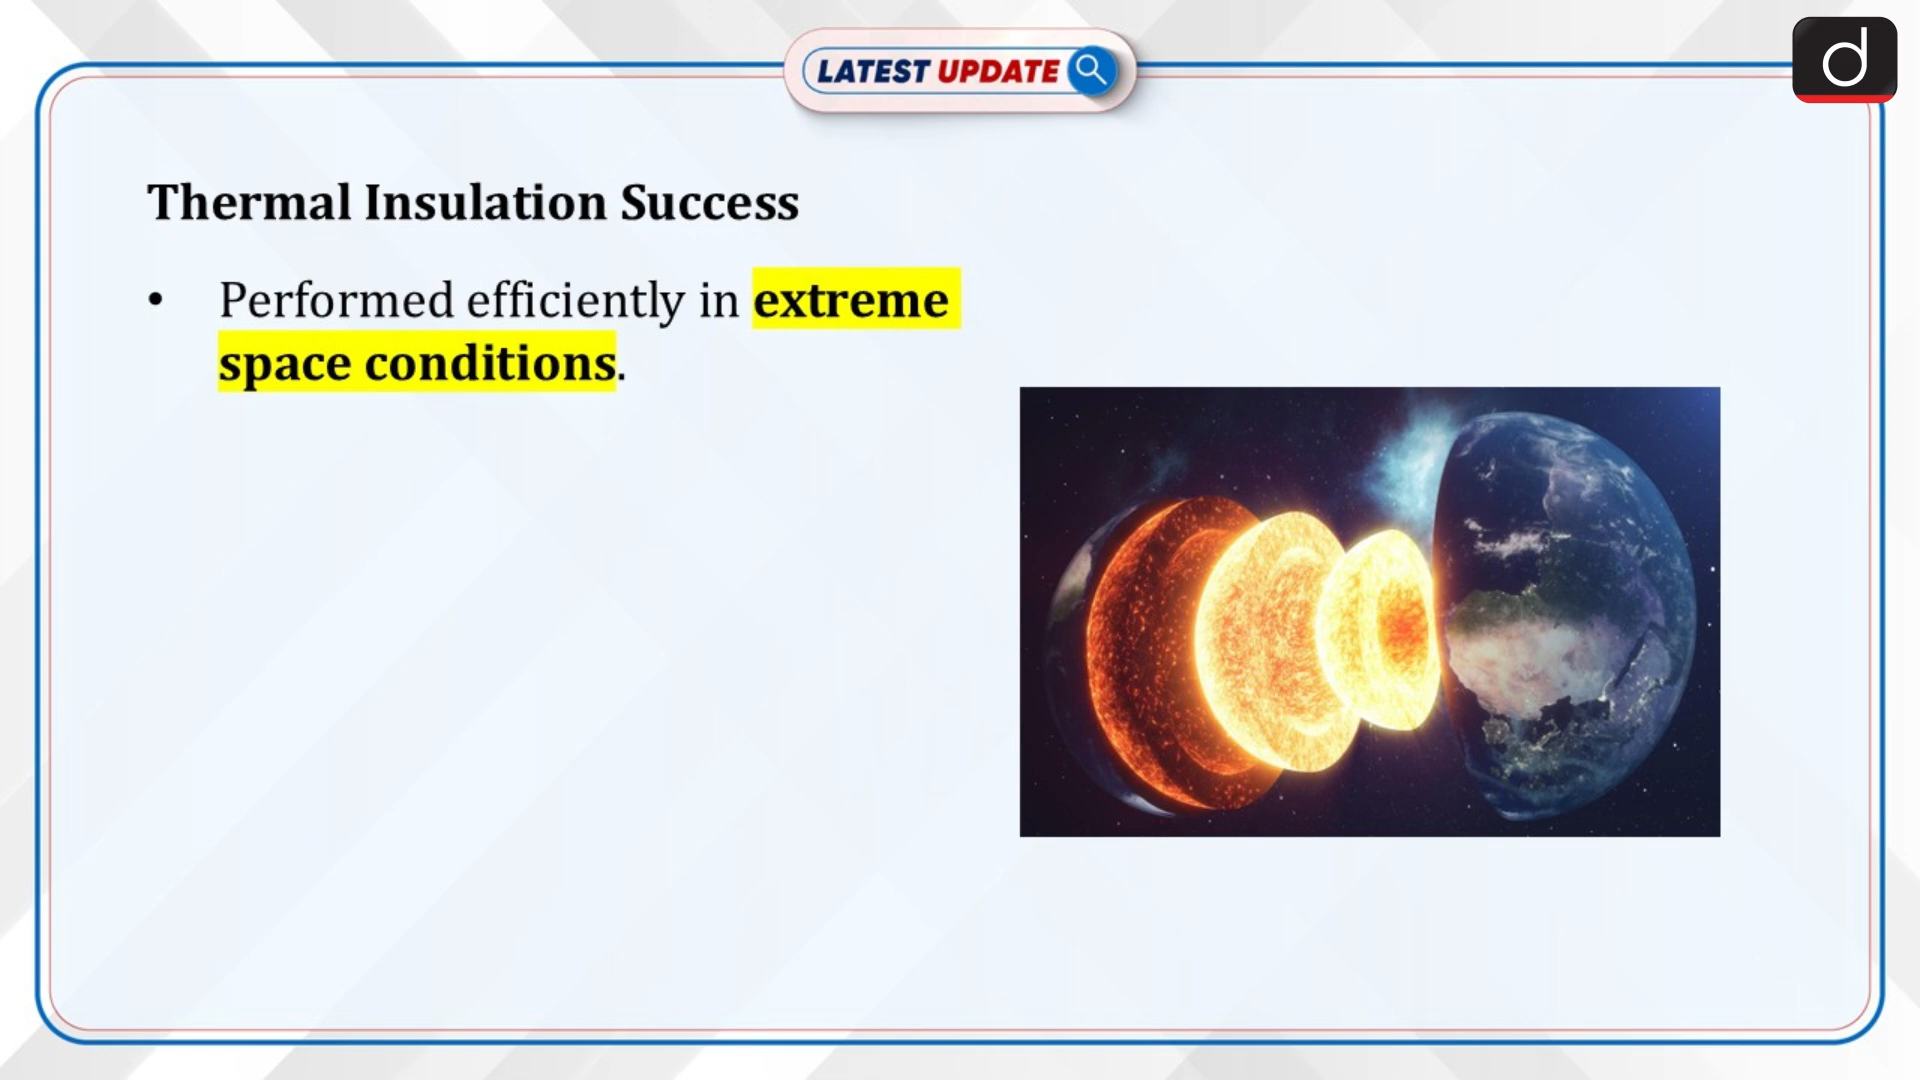 LATEST UPDATE
d
Thermal Insulation Success
• Performed efficiently in extreme
space conditions.